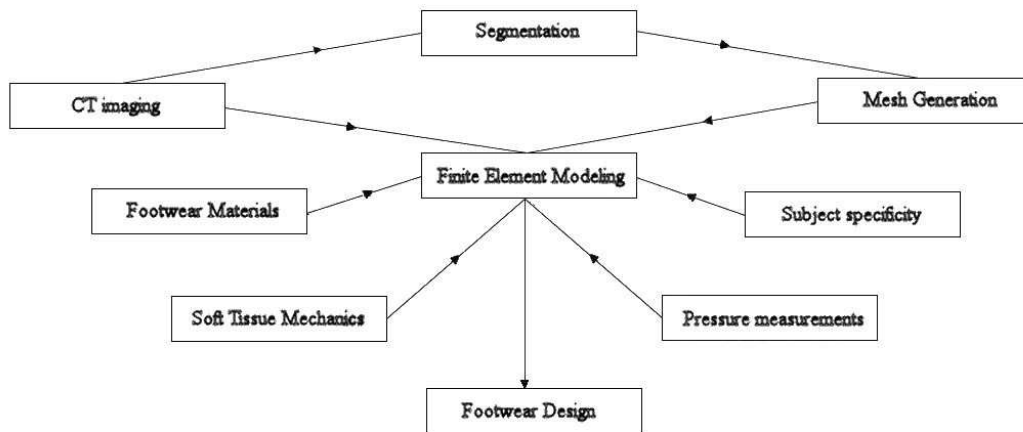 Segmentation
CT imaging
Mesh Generation
Finite Element Modeling
Footwear Materials
Subject specificity
Soft Tissue Mechanics
Pressure measurements
Footwear Design